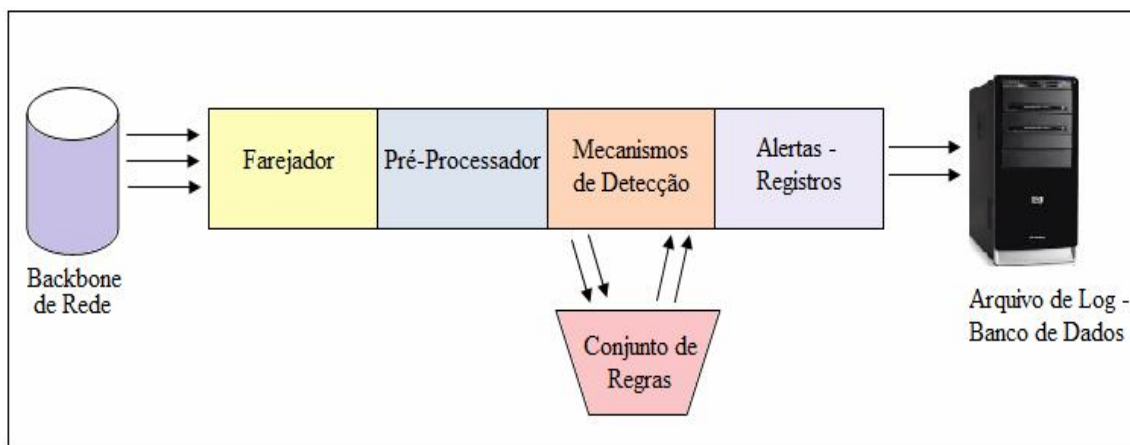 Backbone
de Rede
Farejador
Pré-Processador
Mecanismos
de Detecção
Alertas -
Registros
Conjunto de
Regras
Arquivo de Log -
Banco de Dados